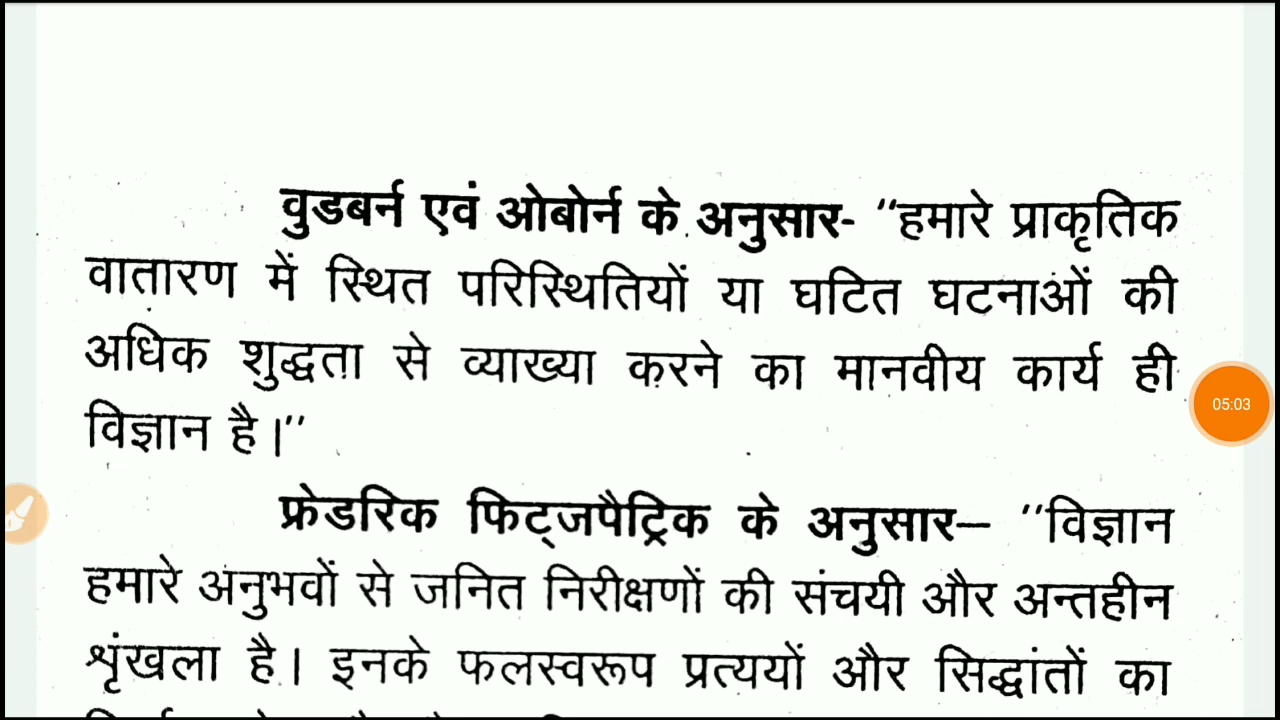 वुडबर्न एवं ओबोर्न के अनुसार- ‘‘हमारे प्राकृतिक
वातारण में स्थित परिस्थितियों या घटित घटनाओं की
अधिक शुद्धता से व्याख्या करने का मानवीय कार्य ही
विज्ञान है।’’
05:03
फ्रेडरिक फिट्जपैट्रिक के अनुसार– ‘‘विज्ञान
हमारे अनुभवों से जनित निरीक्षणों की संचयी और अन्तहीन
श्रृंखला है। इनके फलस्वरूप प्रत्ययों और सिद्धांतों का